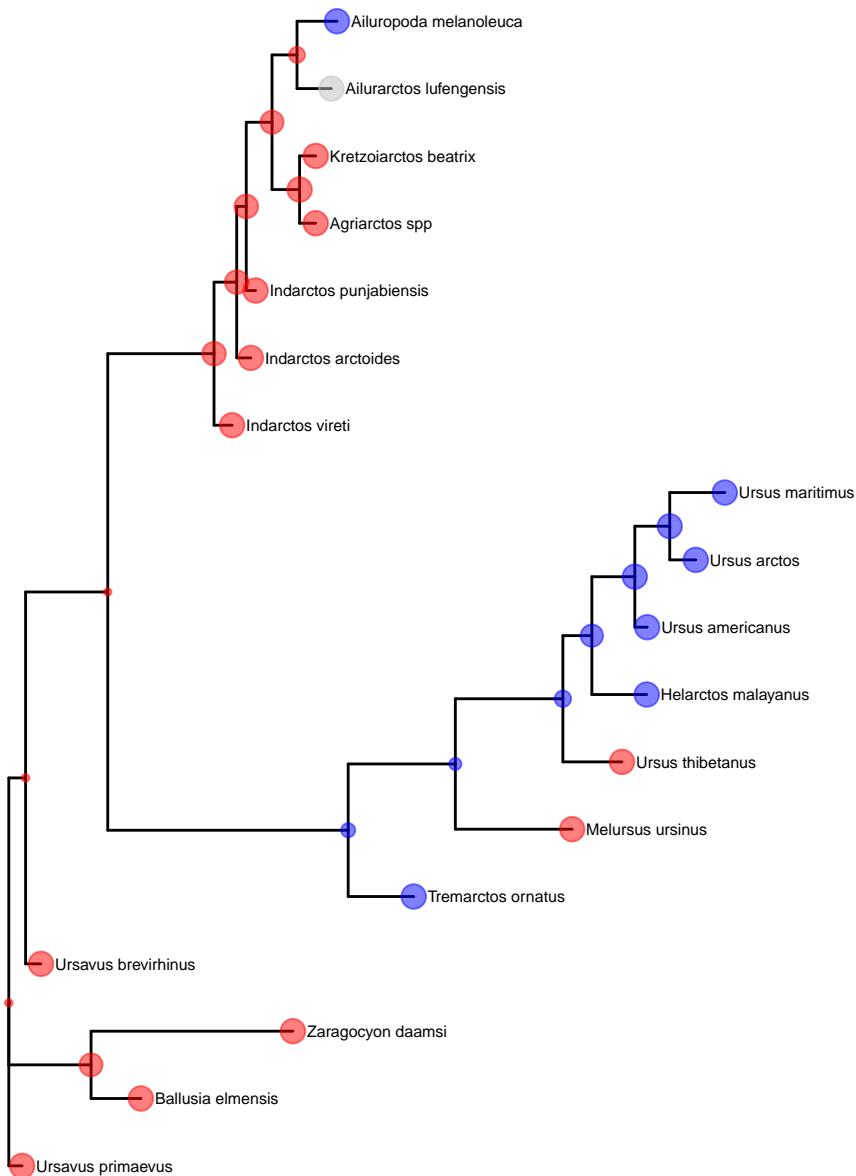 Ailuropoda melanoleuca
Ailurarctos lufengensis
Kretzoiarctos beatrix
Agriarctos spp
Indarctos punjabiensis
Indarctos arctoides
Indarctos vireti
Ursus maritimus
Ursus arctos
Ursus americanus
Helarctos malayanus
Ursus thibetanus
Melursus ursinus
Tremarctos ornatus
Ursavus brevirhinus
Zaragocyon daamsi
Ballusia elmensis
Ursavus primaevus